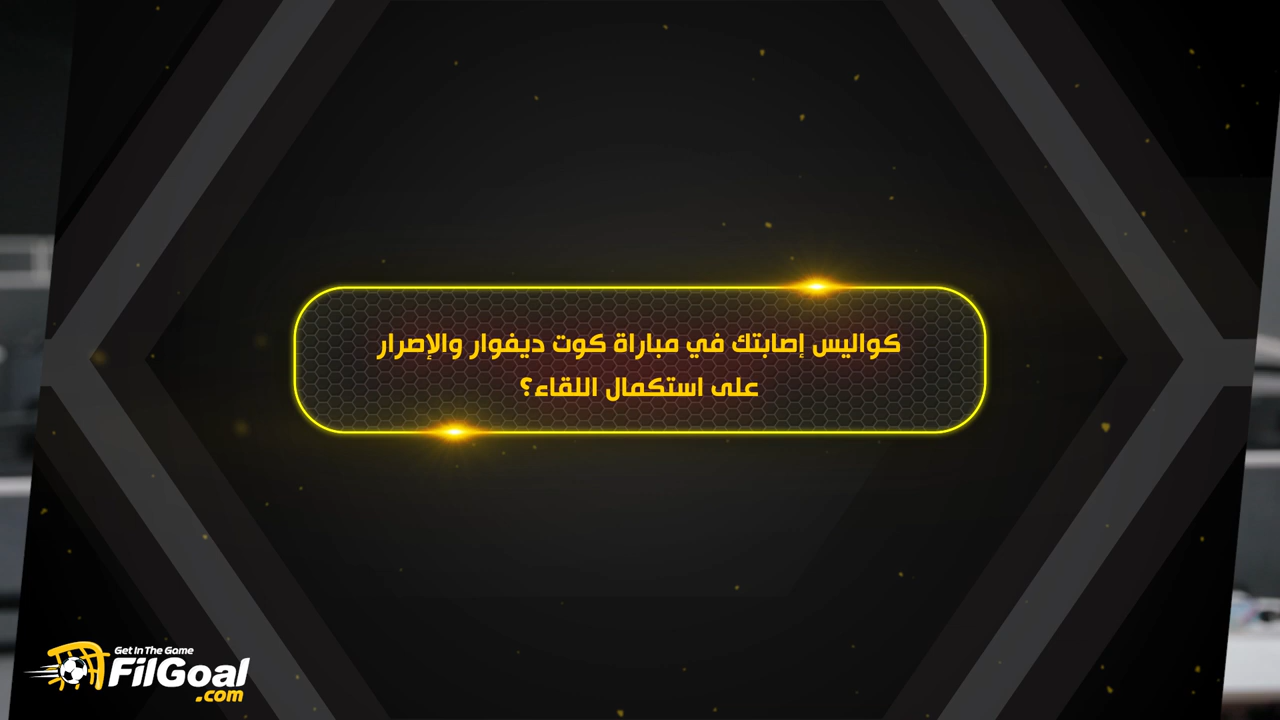 كواليس إصابتك في مباراة كوت ديفوار والإصرار
على استكمال اللقاء؟
Get In The Game
FilGoal
.com